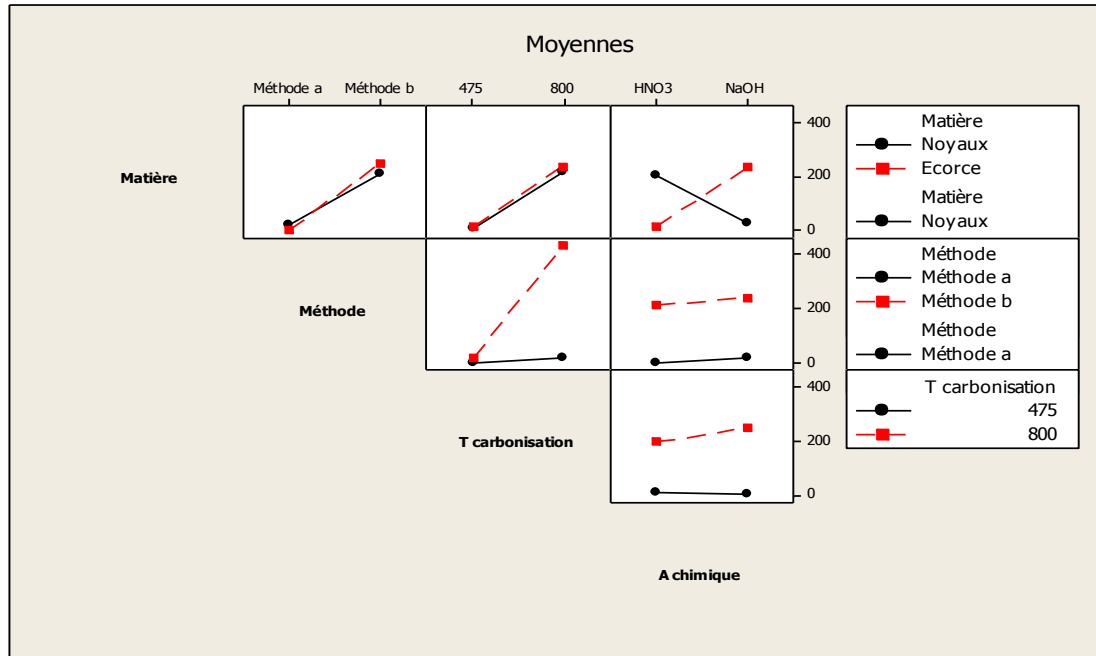 Moyennes
Méthode a Méthode b 475 800 HNO3 NaOH
Matière
400
200
0
Matière
Noyaux
Ecorce
Matière
Noyaux
Méthode
400
200
0
Méthode
Méthode a
Méthode b
Méthode
Méthode a
T carbonisation
400
200
0
T carbonisation
475
800
A chimique